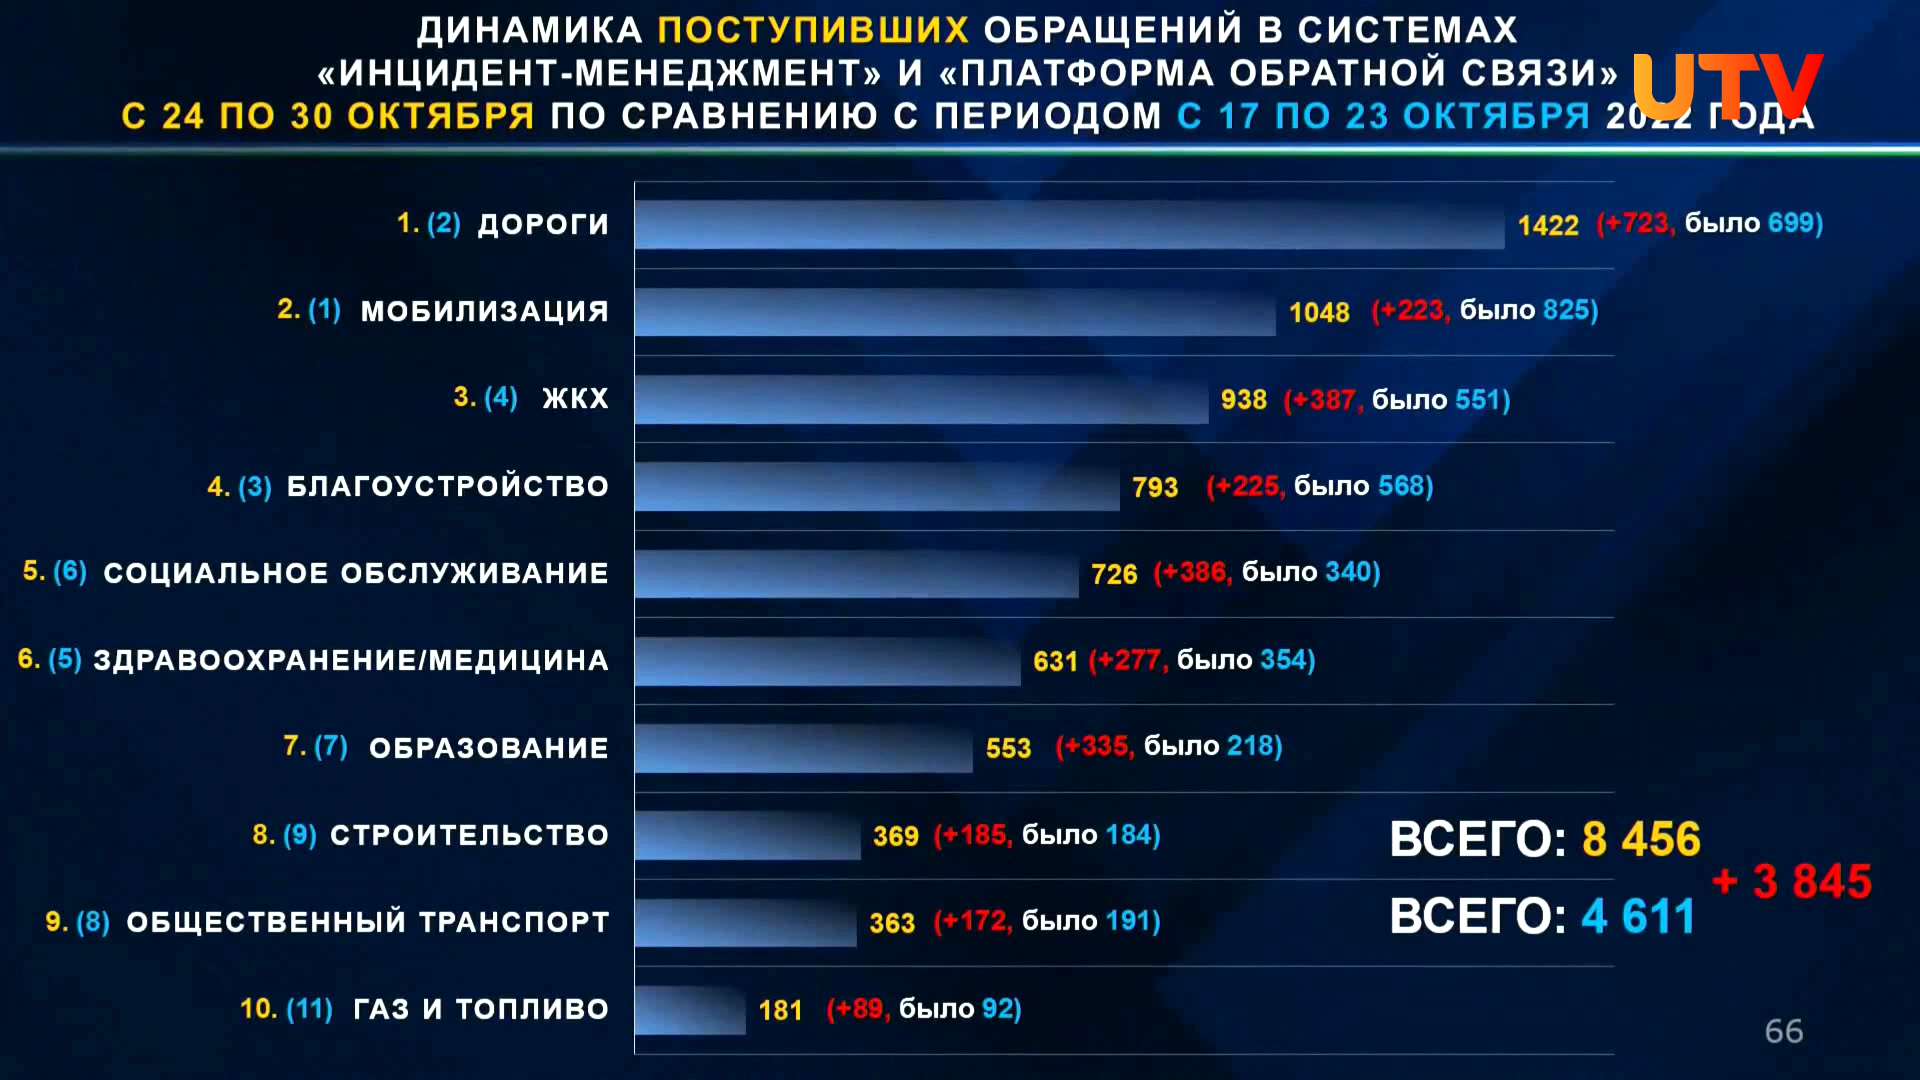 ДИНАМИКА ПОСТУПИВШИХ ОБРАЩЕНИЙ В СИСТЕМАХ
«ИНЦИДЕНТ-МЕНЕДЖМЕНТ» И «ПЛАТФОРМА ОБРАТНОЙ СВЯЗИ»
UTV
С 24 ПО 30 ОКТЯБРЯ ПО СРАВНЕНИЮ С ПЕРИОДОМ С 17 ПО 23 ОКТЯБРЯ 2022 ГОДА
1. (2) ДОРОГИ 1422 (+723, было 699)
2. (1) МОБИЛИЗАЦИЯ 1048 (+223, было 825)
3. (4) ЖКХ 938 (+387, было 551)
4. (3) БЛАГОУСТРОЙСТВО 793 (+225, было 568)
5. (6) СОЦИАЛЬНОЕ ОБСЛУЖИВАНИЕ 726 (+386, было 340)
6. (5) ЗДРАВООХРАНЕНИЕ/МЕДИЦИНА 631 (+277, было 354)
7. (7) ОБРАЗОВАНИЕ 553 (+335, было 218)
8. (9) СТРОИТЕЛЬСТВО 369 (+185, было 184)
ВСЕГО: 8 456
+ 3 845
9. (8) ОБЩЕСТВЕННЫЙ ТРАНСПОРТ 363 (+172, было 191)
ВСЕГО: 4 611
10. (11) ГАЗ И ТОПЛИВО 181 (+89, было 92)
66